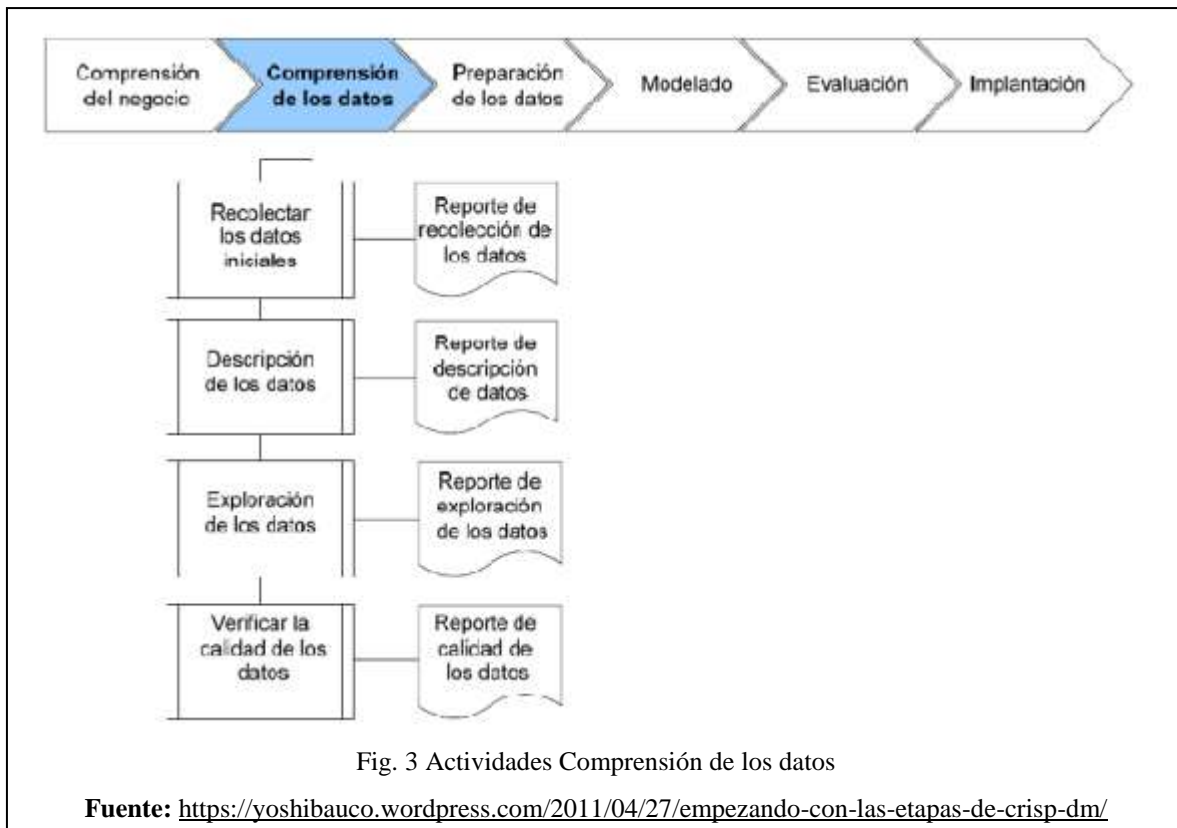 Comprensión
del negocio
Comprensión
de los datos
Preparación
de los datos
Modelado
Evaluación
Implantación
Recolectar
los datos
iniciales
Reporte de
recolección de
los datos
Descripción
de los datos
Reporte de
descripción
de datos
Exploración
de los datos
Reporte de
exploración
de los datos
Verificar la
calidad de los
datos
Reporte de
calidad de
los datos
Fig. 3 Actividades Comprensión de los datos
Fuente: https://yoshibauco.wordpress.com/2011/04/27/empezando-con-las-etapas-de-crisp-dm/